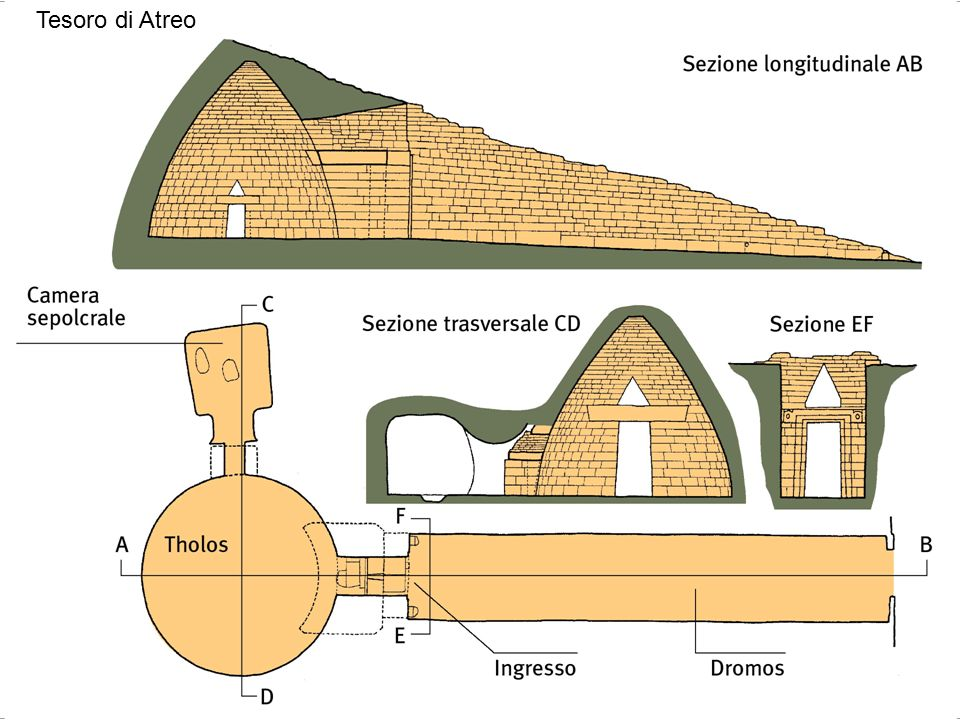 Tesoro di Atreo
Sezione longitudinale AB
Camera
sepolcrale
C
Sezione trasversale CD
Sezione EF
F
A
Tholos
B
E
Ingresso
Dromos
D